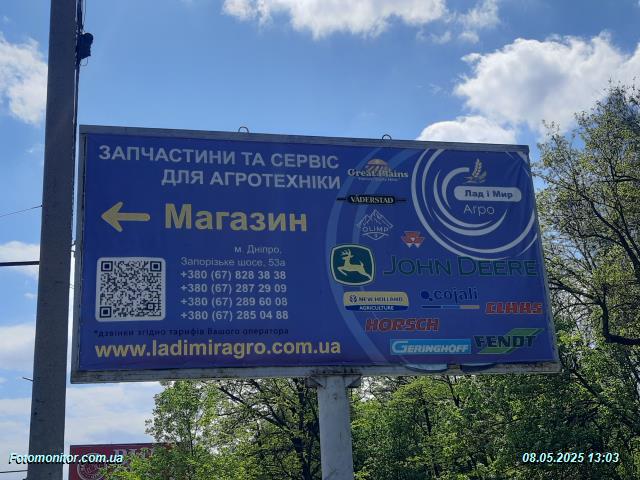 ЗАПЧАСТИНИ ТА СЕРВІС
ДЛЯ АГРОТЕХНІКИ
Магазин
м. Дніпро,
Запорізьке шосе, 53а
+380 (67) 828 38 38
+380 (67) 287 29 09
+380 (67) 289 60 08
+380 (67) 285 04 88
*дзвінки згідно тарифів Вашого оператора
www.ladimiragro.com.ua
Great Plains
VÄDERSTAD
OLIMP
Лад і Мир
Агро
JOHN DEERE
NEW HOLLAND
AGRICULTURE
cojali
CLAAS
HORSCH
GERINGHOFF
FENDT
Fotomonitor.com.ua
08.05.2025 13:03